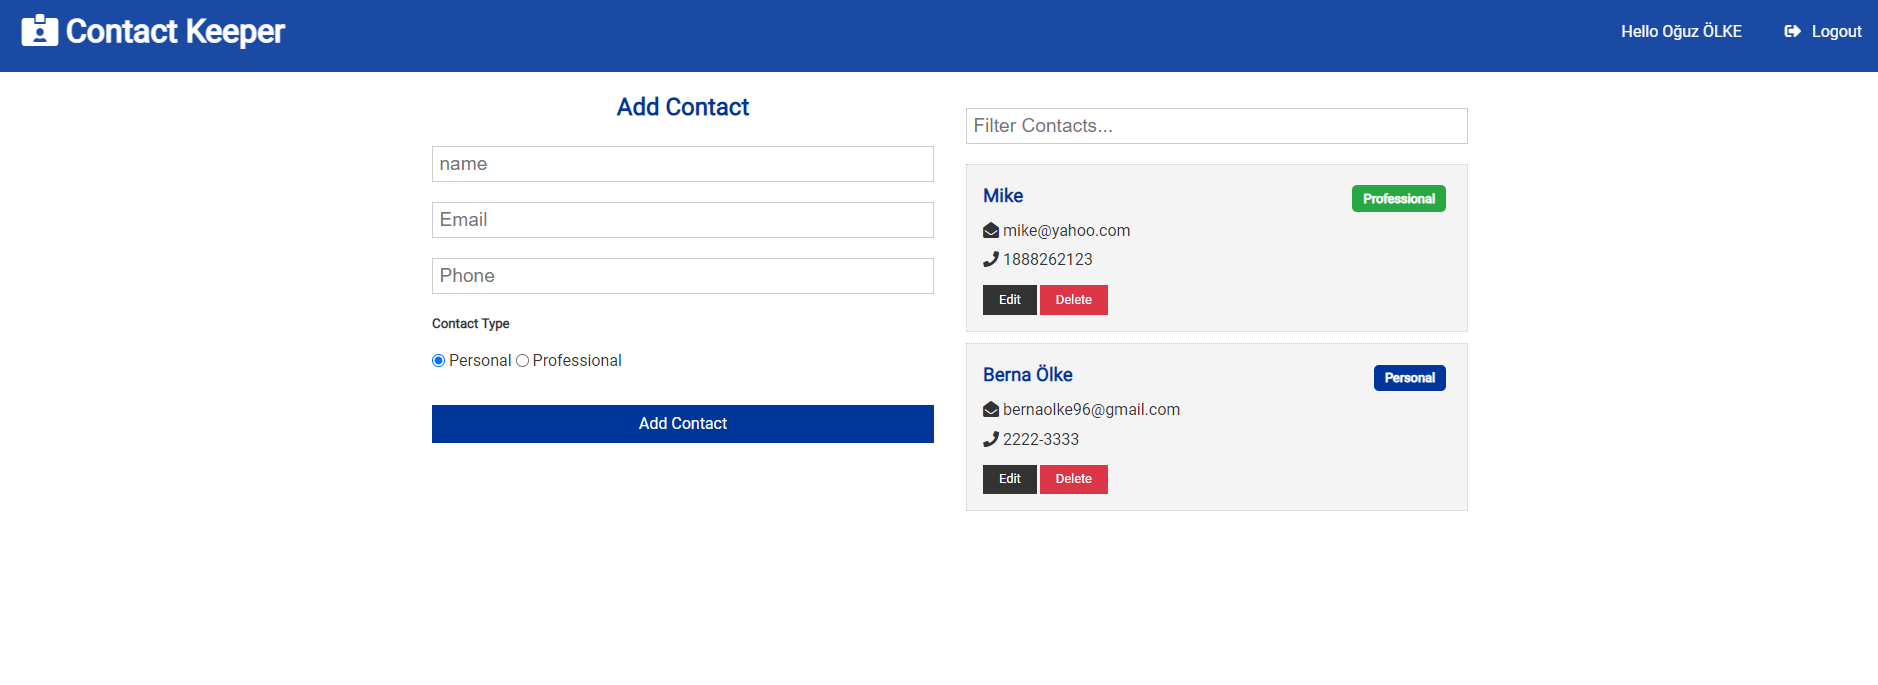 Contact Keeper
Hello Oğuz ÖLKE
Logout
Add Contact
name
Email
Phone
Contact Type
Personal Professional
Add Contact
Filter Contacts...
Mike
Professional
mike@yahoo.com
1888262123
Edit Delete
Berna Ölke
Personal
bernaolke96@gmail.com
2222-3333
Edit Delete